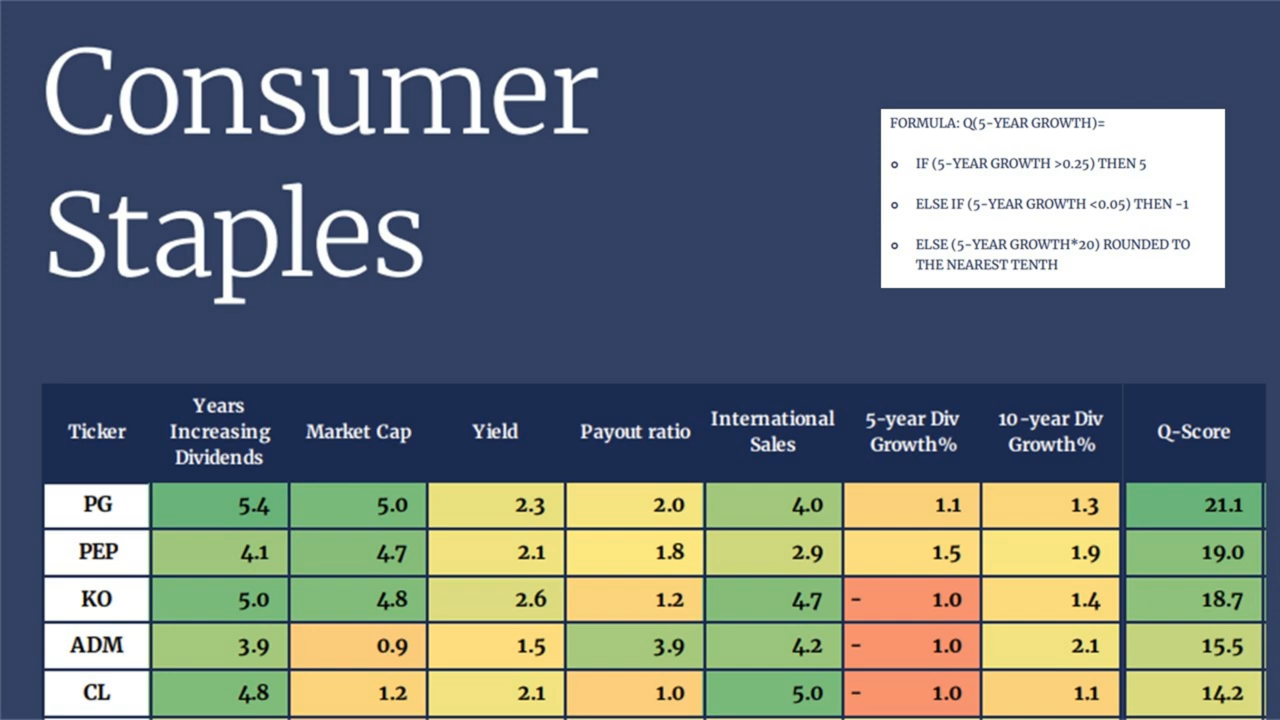 Consumer
Staples
FORMULA: Q(5-YEAR GROWTH)=
IF (5-YEAR GROWTH >0.25) THEN 5
ELSE IF (5-YEAR GROWTH <0.05) THEN -1
ELSE (5-YEAR GROWTH*20) ROUNDED TO
THE NEAREST TENTH
Ticker Years Increasing Dividends Market Cap Yield Payout ratio International Sales 5-year Div Growth% 10-year Div Growth% Q-Score
PG 5.4 5.0 2.3 2.0 4.0 1.1 1.3 21.1
PEP 4.1 4.7 2.1 1.8 2.9 1.5 1.9 19.0
KO 5.0 4.8 2.6 1.2 4.7 - 1.0 1.4 18.7
ADM 3.9 0.9 1.5 3.9 4.2 - 1.0 2.1 15.5
CL 4.8 1.2 2.1 1.0 5.0 - 1.0 1.1 14.2